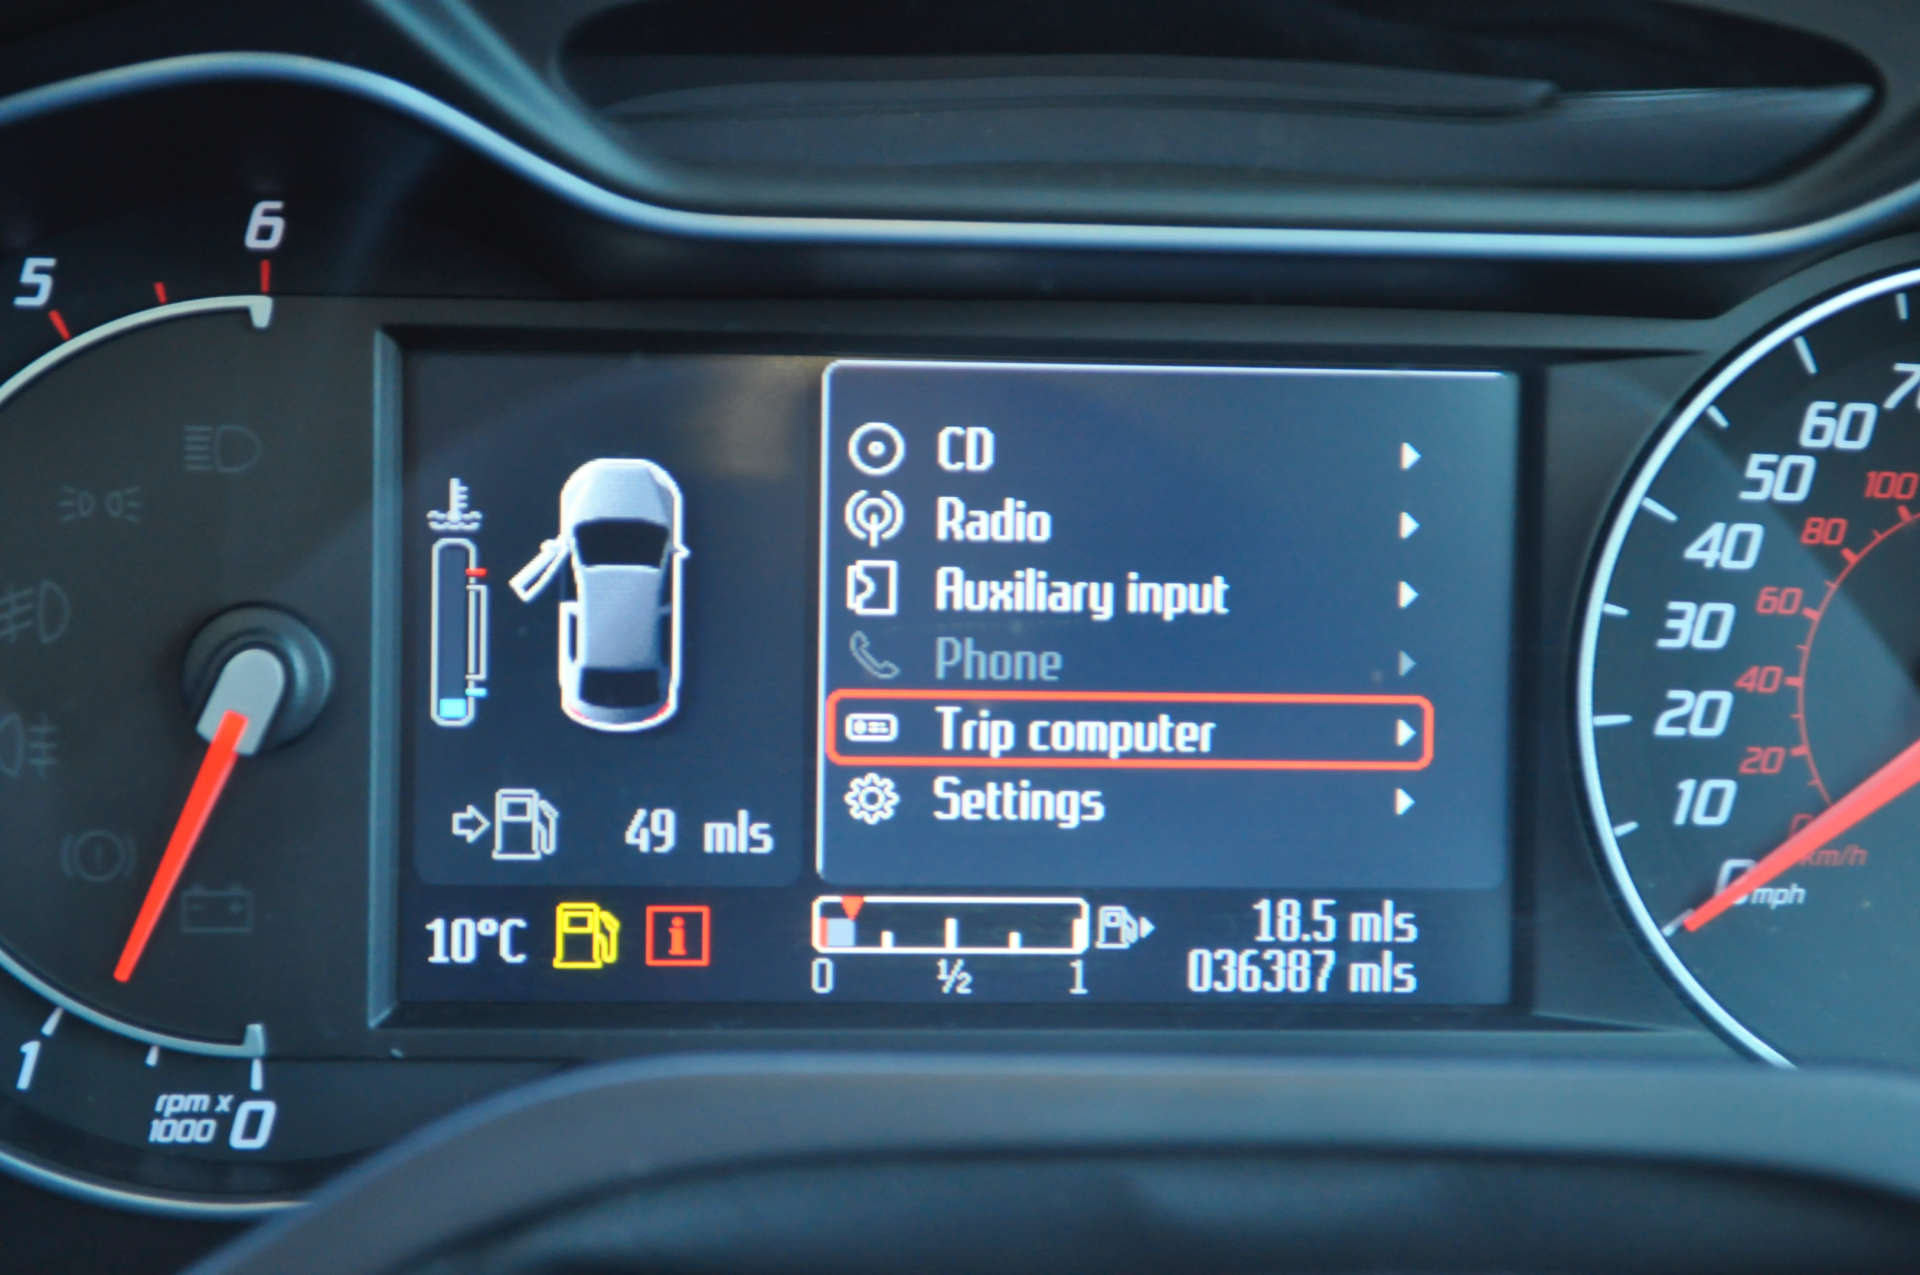 6
5
1
rpm x
1000
0
CD
Radio
Auxiliary input
Phone
Trip computer
Settings
49 mls
10°C
i
0 ½ 1
18.5 mls
036387 mls
60
50
40
30
20
10
0
mph
100
80
60
40
20
km/h